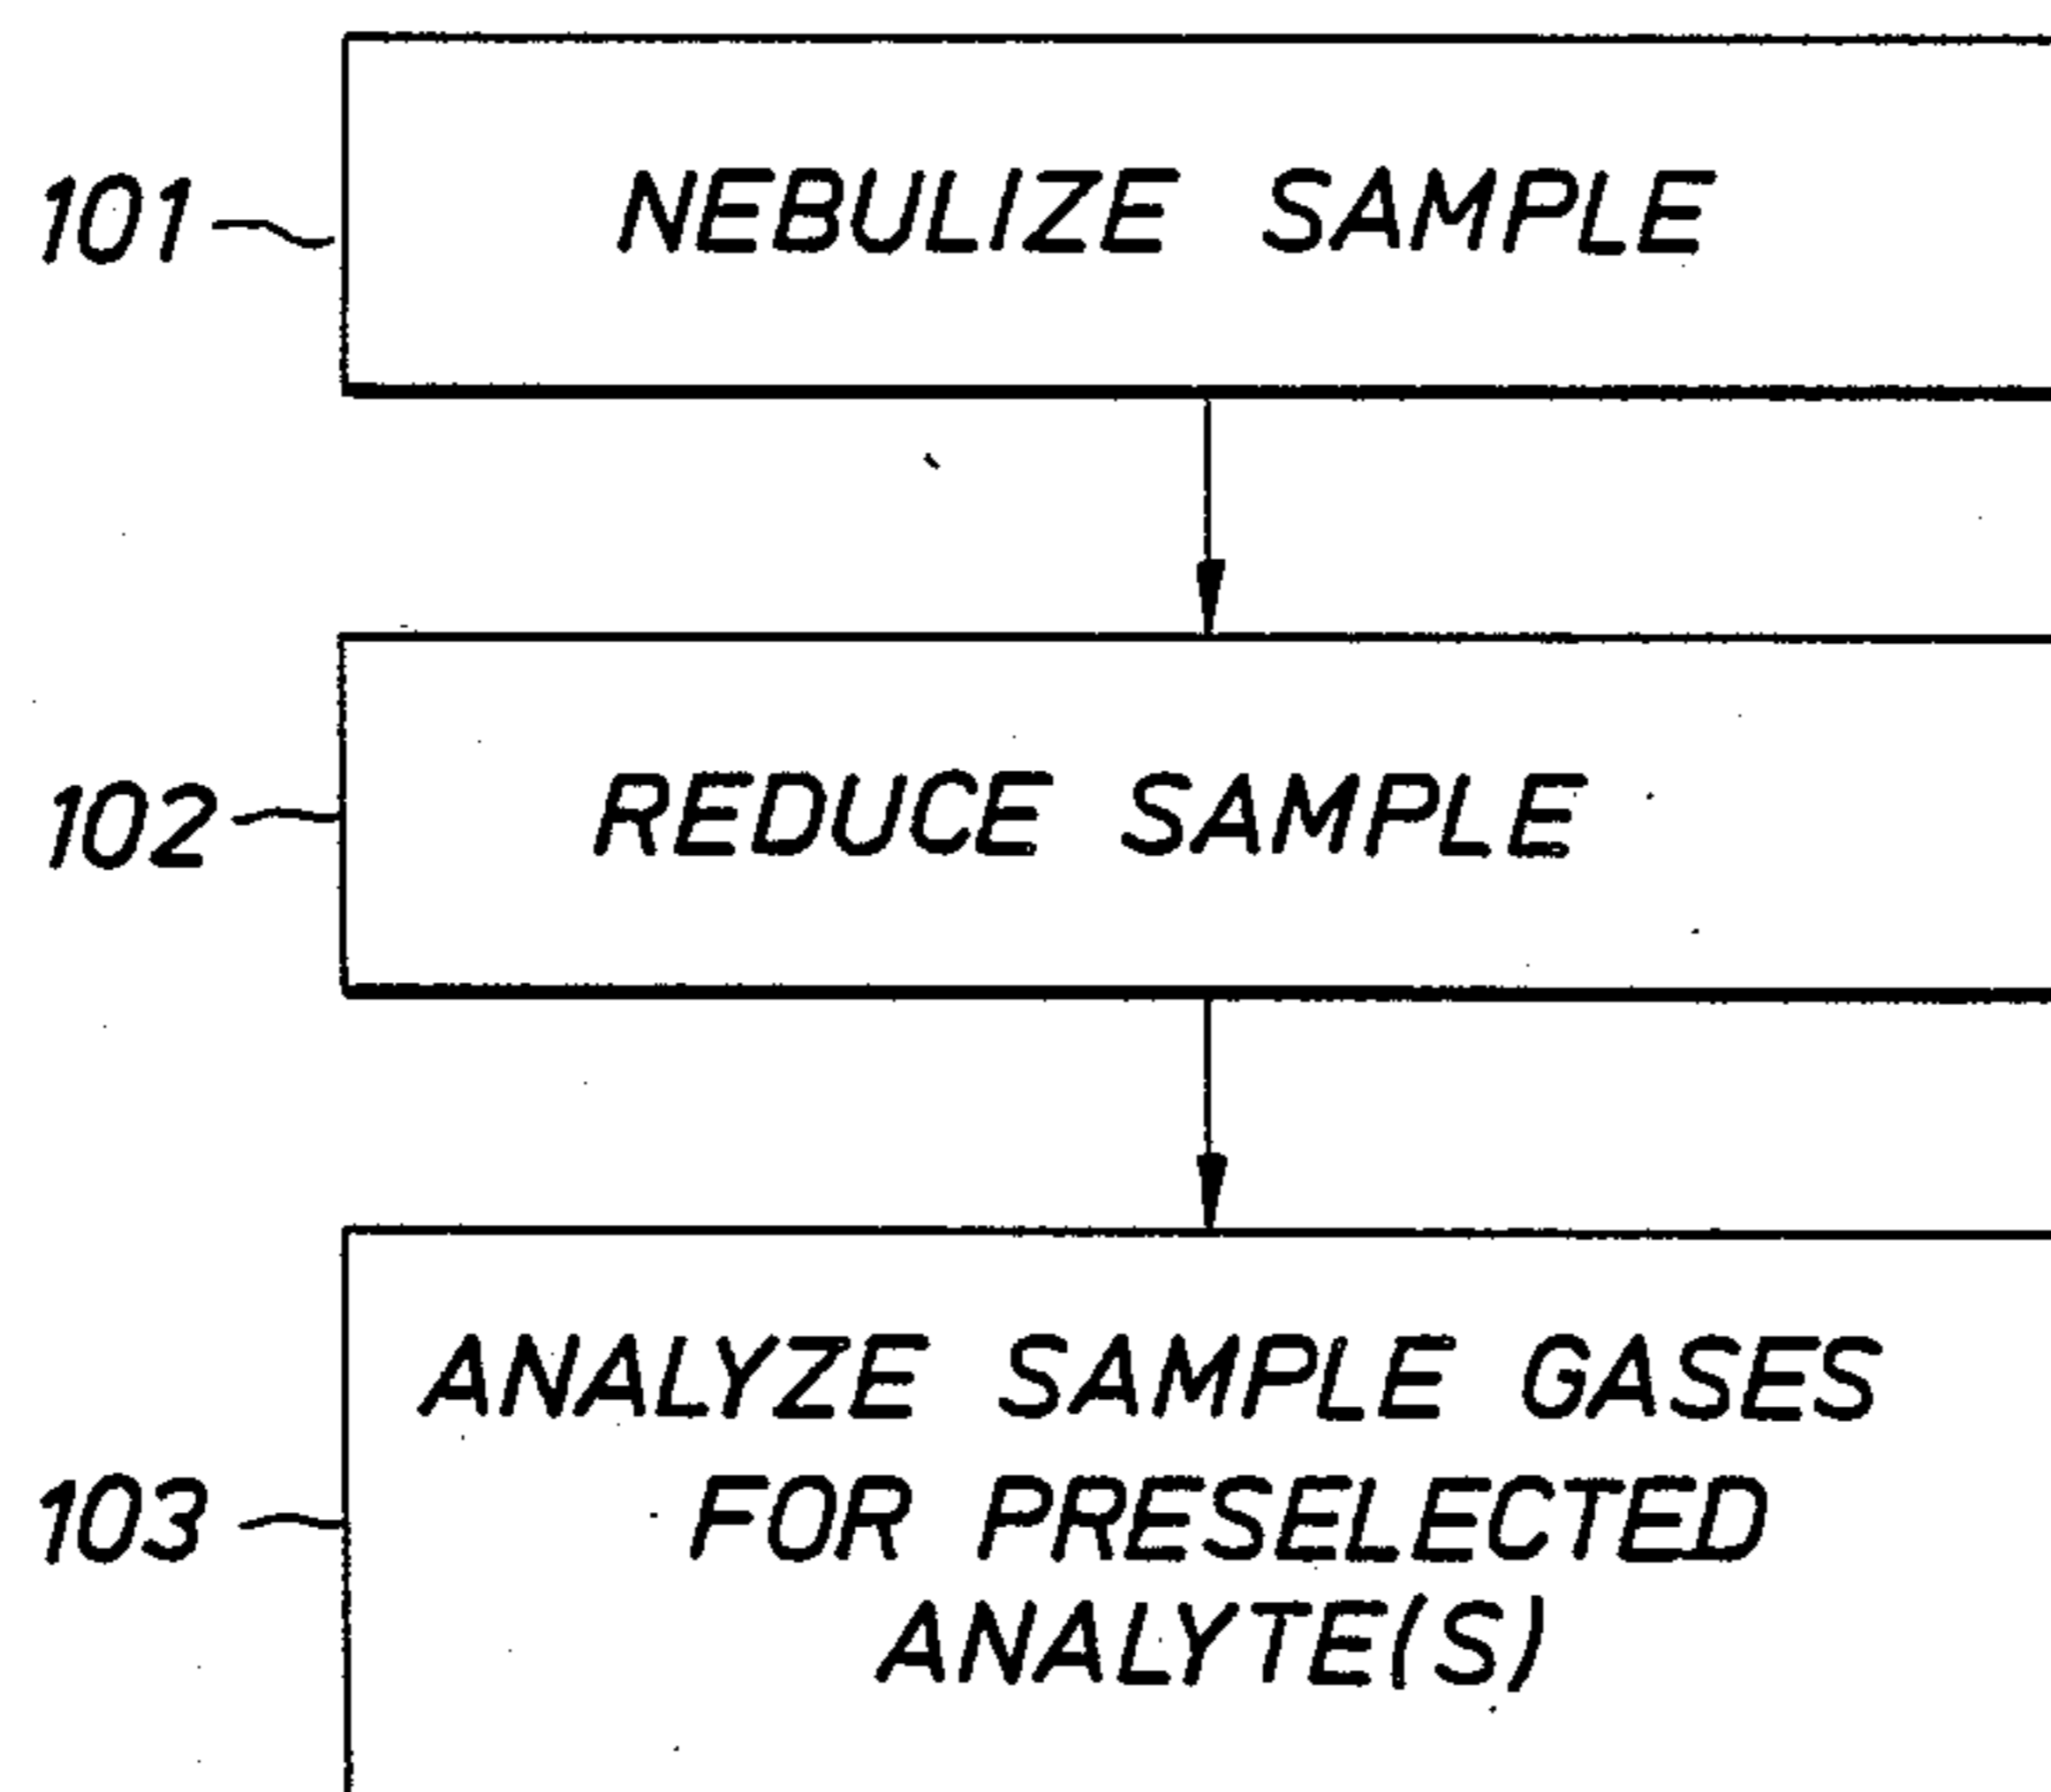 101
NEBULIZE SAMPLE
102
REDUCE SAMPLE
ANALYZE SAMPLE GASES
103
FOR PRESELECTED
ANALYTE(S)